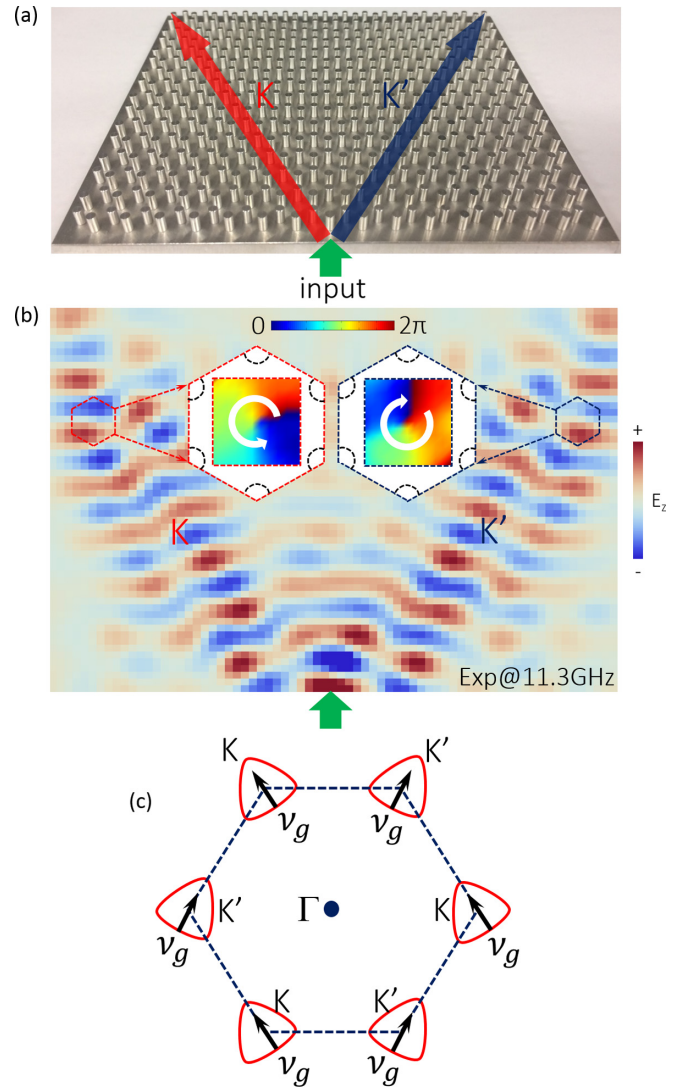 (a)
K K'
input
(b)
0 2π
K K'
+
E_z
-
Exp@11.3GHz
(c)
K K'
ν_g ν_g
K' Γ K
ν_g ν_g
K K'
ν_g ν_g